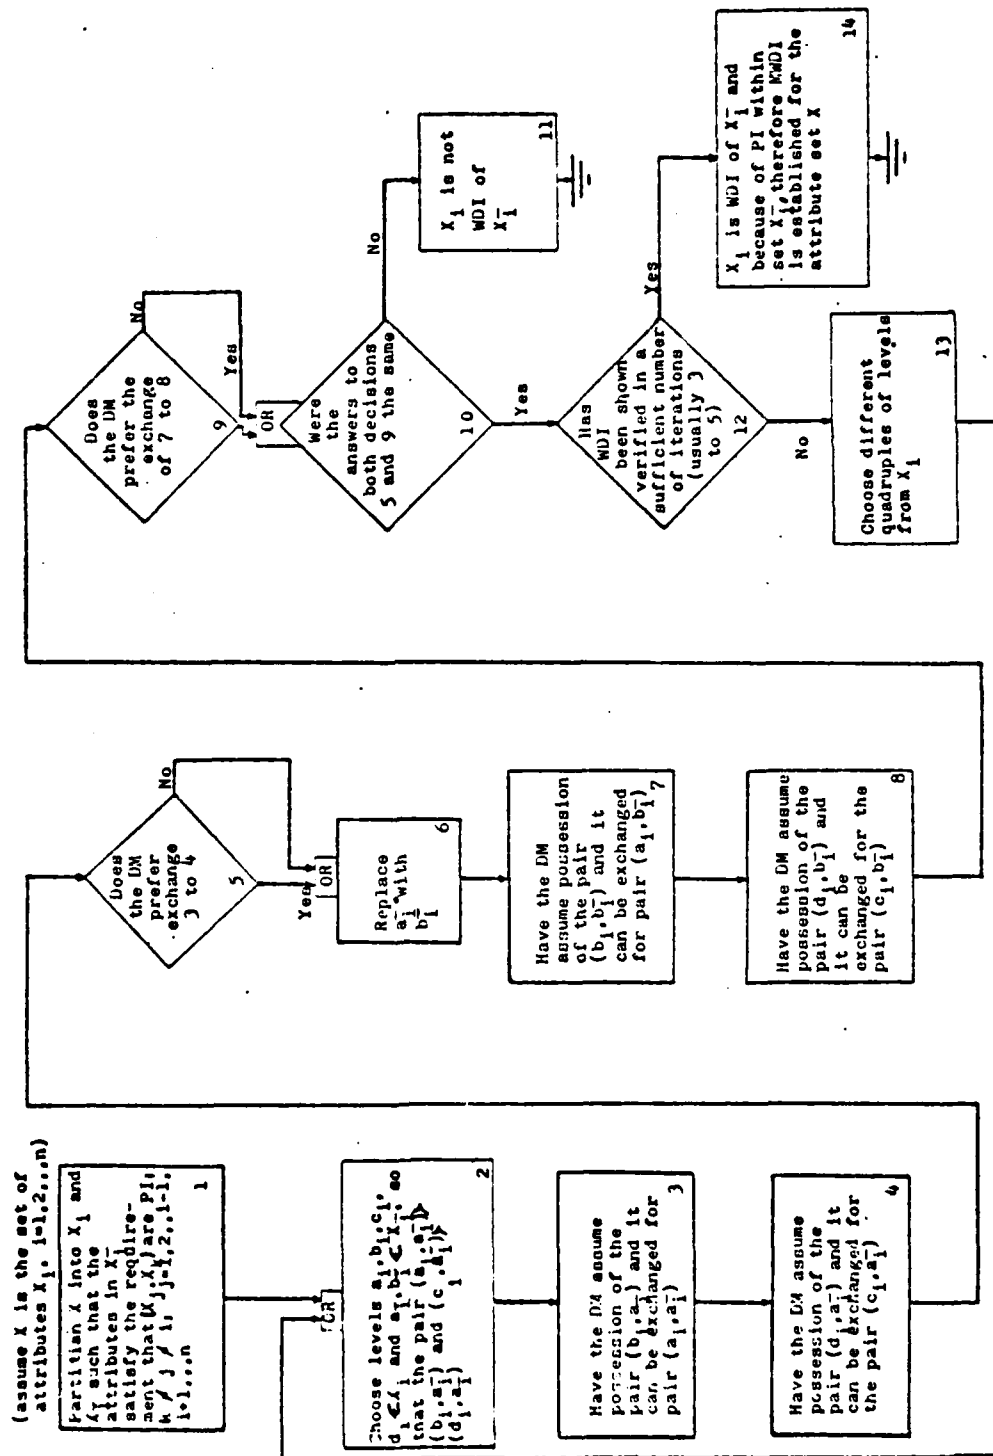 (assume X is the set of
attributes X_i, i=1,2,..,n)
Partition X into X_i and
X_ī such that the
attributes in X_ī
satisfy the require-
ment that (X_j,X_k) are PI,
k ≠ j ≠ i; j=1,2,..i-1,
i+1,..n
1
OR
Choose levels a_i,b_i,c_i,
d_i ∈ X_i and a_ī,b_ī ∈ X_ī, so
that the pair (a_i,a_ī)>
(b_i,a_ī) and (c_i,a_ī)>
(d_i,a_ī)
2
Have the DM assume
possession of the
pair (b_i,a_ī) and it
can be exchanged for
pair (a_i,a_ī)
3
Have the DM assume
possession of the
pair (d_i,a_ī) and it
can be exchanged for
the pair (c_i,a_ī)
4
Does
the DM
prefer
exchange
3 to 4
5
No
Yes
OR
Replace
a_ī with
b_ī
6
Have the DM
assume possession
of the pair
(b_i,b_ī) and it
can be exchanged
for pair (a_i,b_ī)
7
Have the DM assume
possession of the
pair (d_i,b_ī) and
it can be
exchanged for the
pair (c_i,b_ī)
8
Does
the DM
prefer the
exchange
of 7 to 8
9
No
Yes
OR
Were
the
answers to
both decisions
5 and 9 the same
10
No
X_i is not
WDI of
X_ī
11
Yes
Has
WDI
been shown
verified in a
sufficient number
of iterations
(usually 3
to 5)
12
Yes
X_i is WDI of X_ī and
because of PI within
set X_ī, therefore MWDI
is established for the
attribute set X
14
No
Choose different
quadruples of levels
from X_i
13